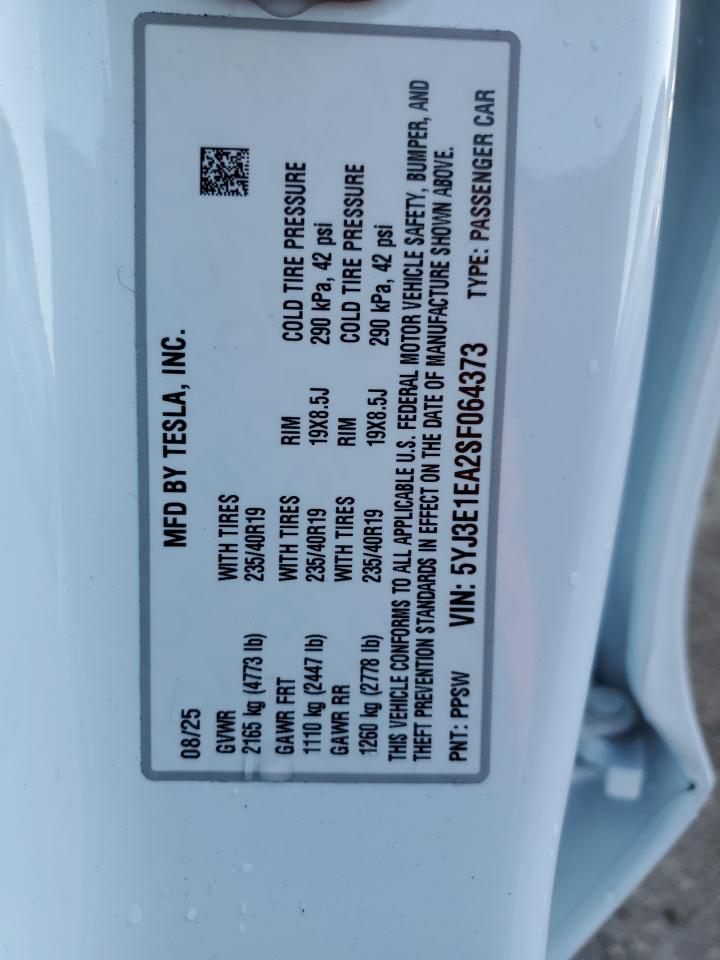 MFD BY TESLA, INC.
08/25
GVWR WITH TIRES RIM COLD TIRE PRESSURE
2165 kg (4773 lb) 235/40R19
GAWR FRT WITH TIRES RIM COLD TIRE PRESSURE
1110 kg (2447 lb) 235/40R19 19X8.5J 290 kPa, 42 psi
GAWR RR WITH TIRES RIM COLD TIRE PRESSURE
1260 kg (2778 lb) 235/40R19 19X8.5J 290 kPa, 42 psi
THIS VEHICLE CONFORMS TO ALL APPLICABLE U.S. FEDERAL MOTOR VEHICLE SAFETY, BUMPER, AND
THEFT PREVENTION STANDARDS IN EFFECT ON THE DATE OF MANUFACTURE SHOWN ABOVE.
PNT: PPSW VIN: 5YJ3E1EA2SF064373 TYPE: PASSENGER CAR